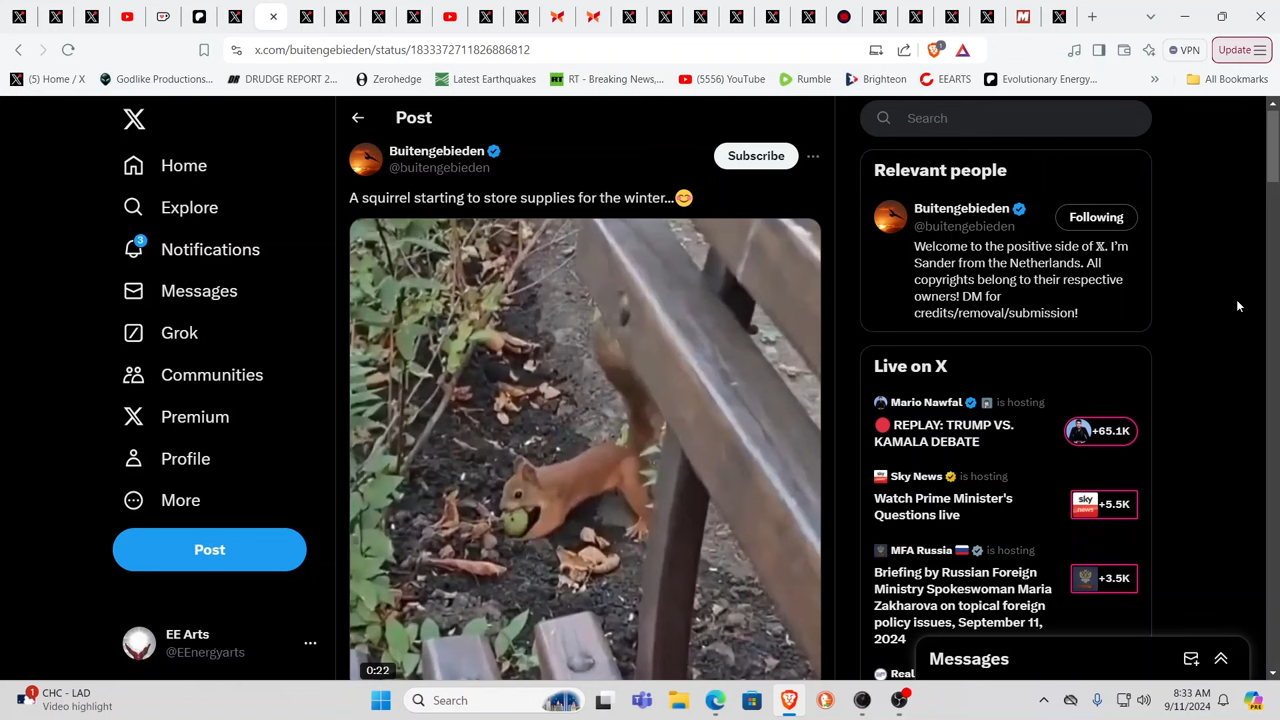 x.com/buitengebieden/status/1833372711826886812
1
VPN
Update
(5) Home / X
Godlike Productions...
DRUDGE REPORT 2...
Zerohedge
Latest Earthquakes
RT - Breaking News,...
(5556) YouTube
Rumble
Brighteon
EEARTS
Evolutionary Energy...
»
All Bookmarks
Home
Explore
3
Notifications
Messages
Grok
Communities
Premium
Profile
More
Post
EE Arts
@EEnergyarts
Post
Buitengebieden
@buitengebieden
Subscribe
A squirrel starting to store supplies for the winter...😊
0:22
Search
Relevant people
Buitengebieden
@buitengebieden
Following
Welcome to the positive side of 𝕏. I'm
Sander from the Netherlands. All
copyrights belong to their respective
owners! DM for
credits/removal/submission!
Live on X
Mario Nawfal is hosting
🔴 REPLAY: TRUMP VS.
KAMALA DEBATE
+65.1K
Sky News is hosting
Watch Prime Minister's
Questions live
sky news
+5.5K
MFA Russia 🇷🇺 is hosting
Briefing by Russian Foreign
Ministry Spokeswoman Maria
Zakharova on topical foreign
policy issues, September 11,
2024
+3.5K
Real
Messages
1
CHC - LAD
Video highlight
Search
8:33 AM
9/11/2024
PRE